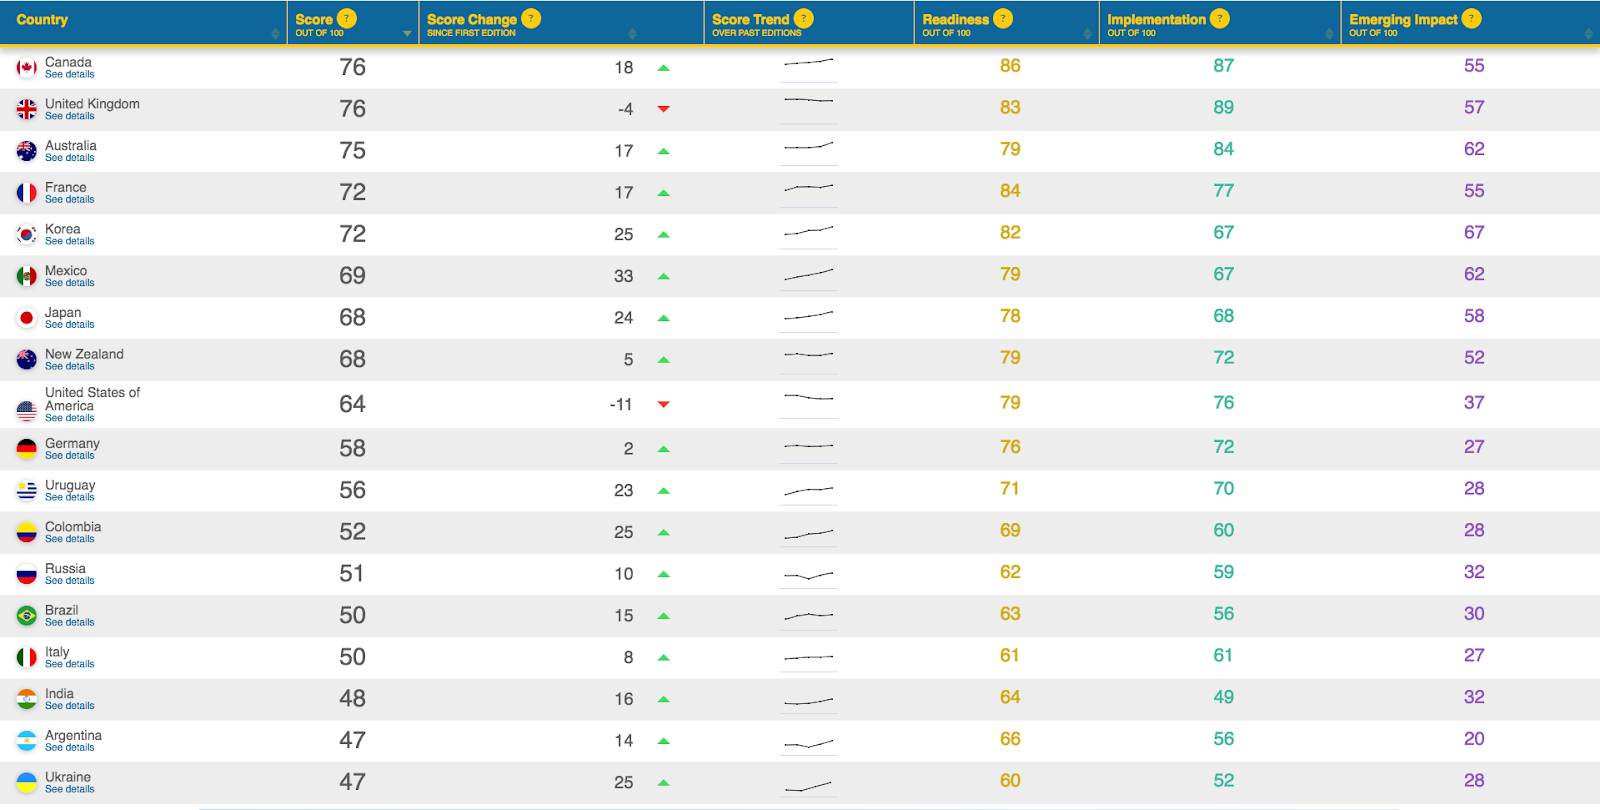 Country Score ? Score Change ? Score Trend ? Readiness ? Implementation ? Emerging Impact ?
OUT OF 100 SINCE FIRST EDITION OVER PAST EDITIONS OUT OF 100 OUT OF 100 OUT OF 100
Canada 76 18 86 87 55
See details
United Kingdom 76 -4 83 89 57
See details
Australia 75 17 79 84 62
See details
France 72 17 84 77 55
See details
Korea 72 25 82 67 67
See details
Mexico 69 33 79 67 62
See details
Japan 68 24 78 68 58
See details
New Zealand 68 5 79 72 52
See details
United States of
America 64 -11 79 76 37
See details
Germany 58 2 76 72 27
See details
Uruguay 56 23 71 70 28
See details
Colombia 52 25 69 60 28
See details
Russia 51 10 62 59 32
See details
Brazil 50 15 63 56 30
See details
Italy 50 8 61 61 27
See details
India 48 16 64 49 32
See details
Argentina 47 14 66 56 20
See details
Ukraine 47 25 60 52 28
See details